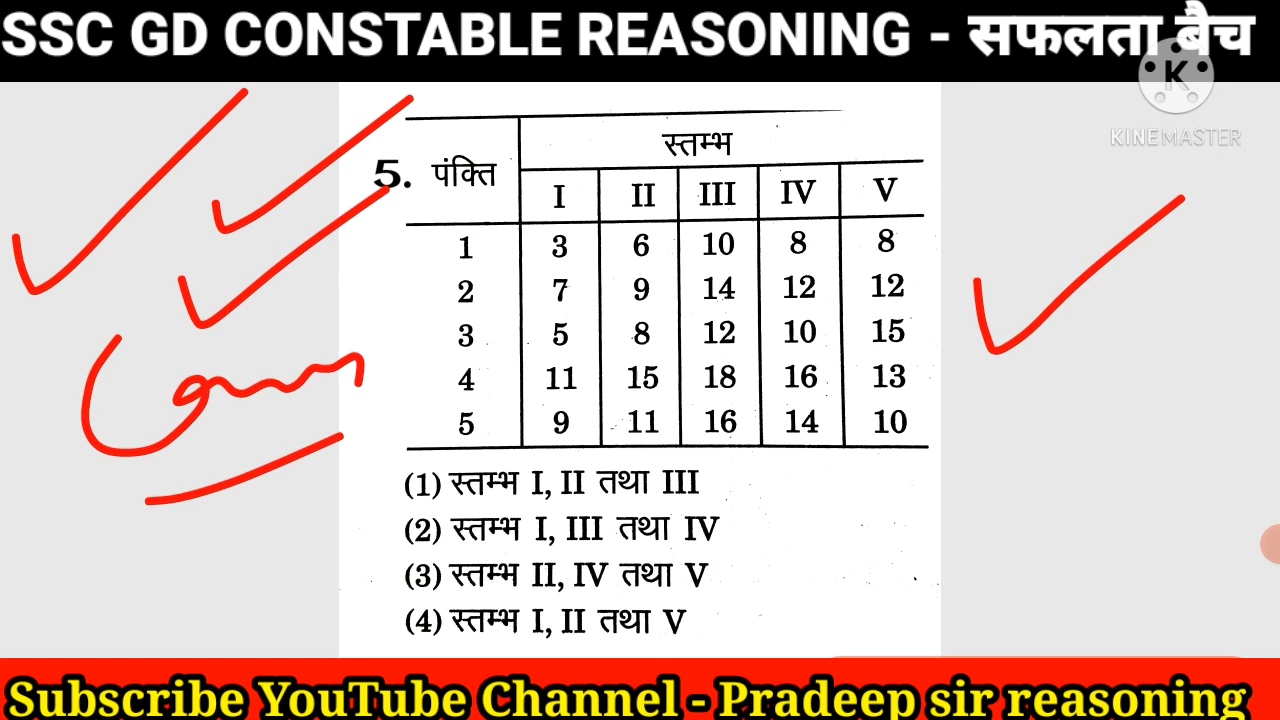 SSC GD CONSTABLE REASONING - सफलता बैच
K
KINEMASTER
5. पंक्ति स्तम्भ
I II III IV V
1 3 6 10 8 8
2 7 9 14 12 12
3 5 8 12 10 15
4 11 15 18 16 13
5 9 11 16 14 10
(1) स्तम्भ I, II तथा III
(2) स्तम्भ I, III तथा IV
(3) स्तम्भ II, IV तथा V
(4) स्तम्भ I, II तथा V
Subscribe YouTube Channel - Pradeep sir reasoning